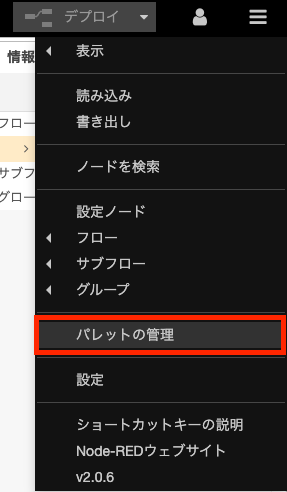 デプロイ
情報
表示
読み込み
書き出し
フロー
ノードを検索
サブフ
グロー
設定ノード
フロー
サブフロー
グループ
パレットの管理
設定
ショートカットキーの説明
Node-REDウェブサイト
v2.0.6